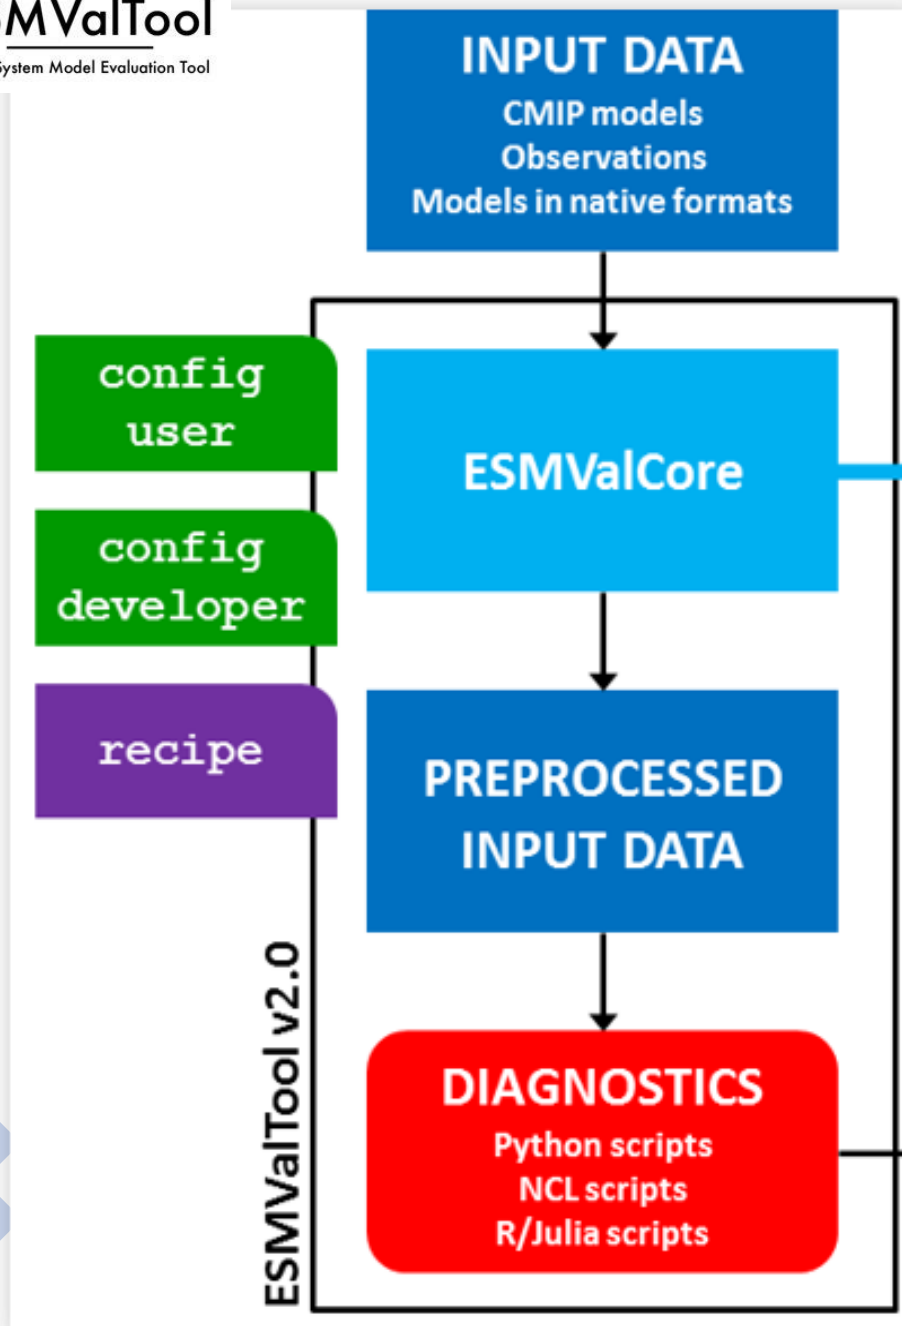 MValTool
System Model Evaluation Tool
INPUT DATA
CMIP models
Observations
Models in native formats
config
user
ESMValCore
config
developer
recipe
PREPROCESSED
INPUT DATA
ESMValTool v2.0
DIAGNOSTICS
Python scripts
NCL scripts
R/Julia scripts